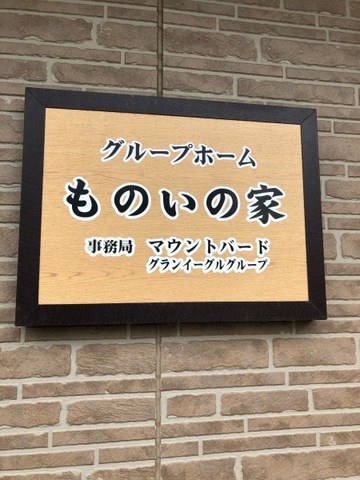 グループホーム
ものいの家
事務局 マウントバード
グランイーグルグループ